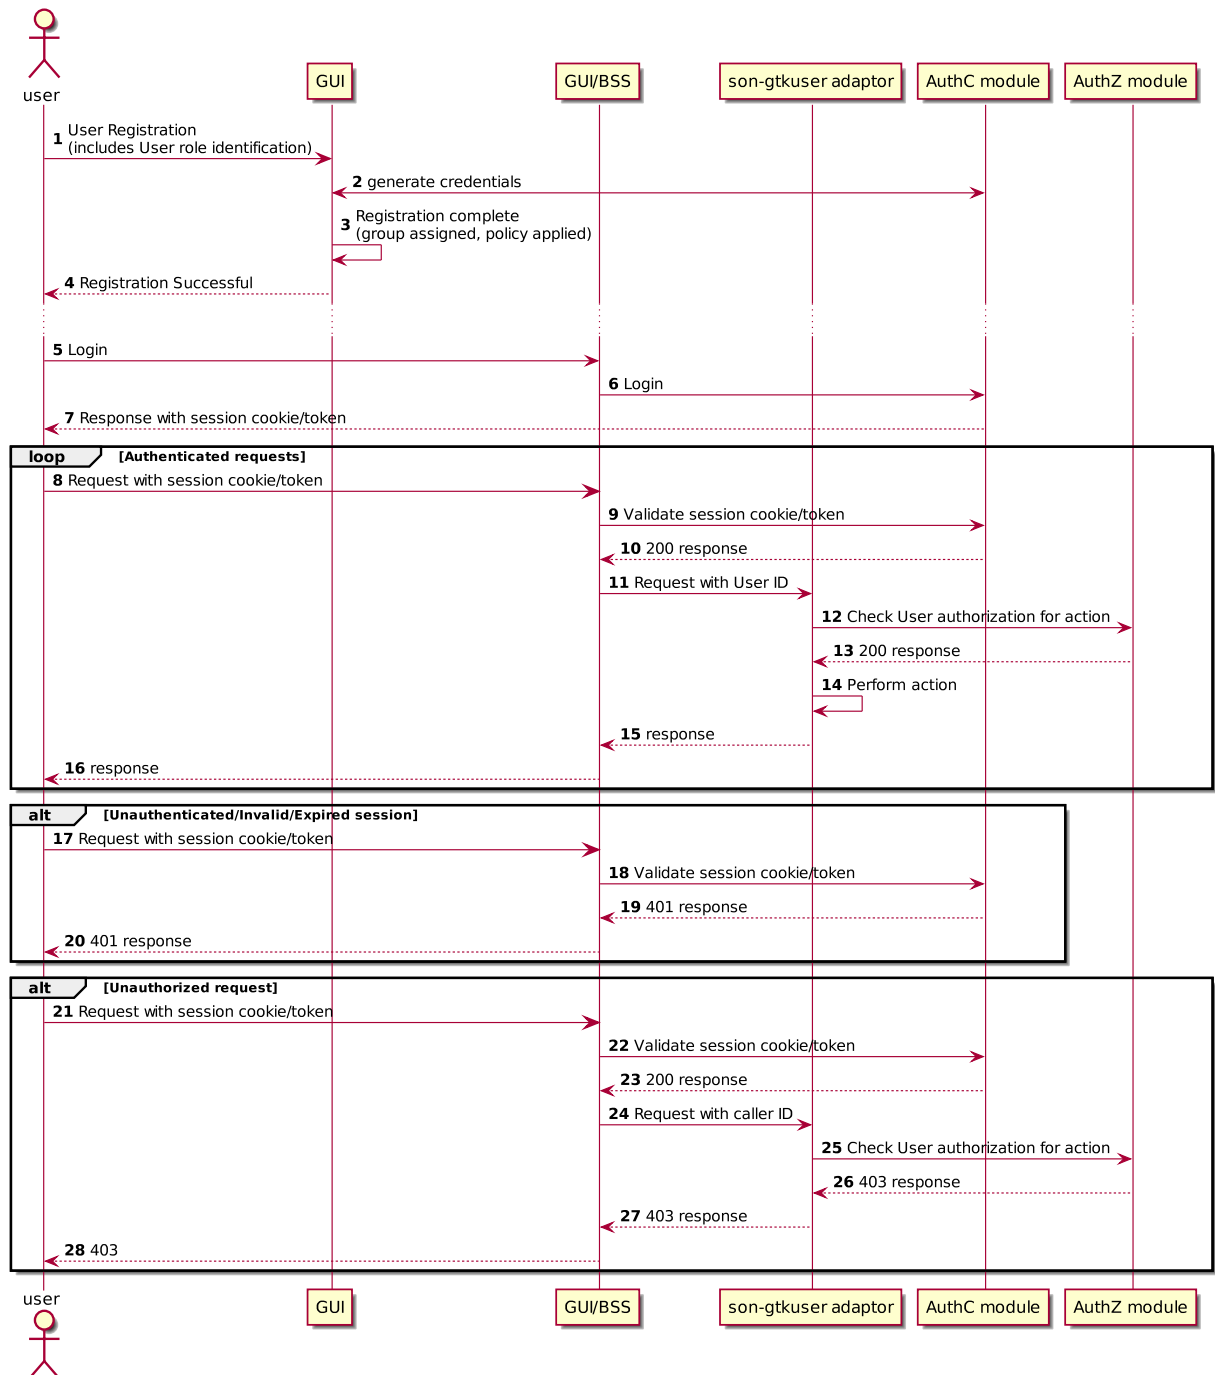 user
GUI
GUI/BSS
son-gtkuser adaptor
AuthC module
AuthZ module
1 User Registration
(includes User role identification)
2 generate credentials
3 Registration complete
(group assigned, policy applied)
4 Registration Successful
5 Login
6 Login
7 Response with session cookie/token
loop [Authenticated requests]
8 Request with session cookie/token
9 Validate session cookie/token
10 200 response
11 Request with User ID
12 Check User authorization for action
13 200 response
14 Perform action
15 response
16 response
alt [Unauthenticated/Invalid/Expired session]
17 Request with session cookie/token
18 Validate session cookie/token
19 401 response
20 401 response
alt [Unauthorized request]
21 Request with session cookie/token
22 Validate session cookie/token
23 200 response
24 Request with caller ID
25 Check User authorization for action
26 403 response
27 403 response
28 403
user
GUI
GUI/BSS
son-gtkuser adaptor
AuthC module
AuthZ module